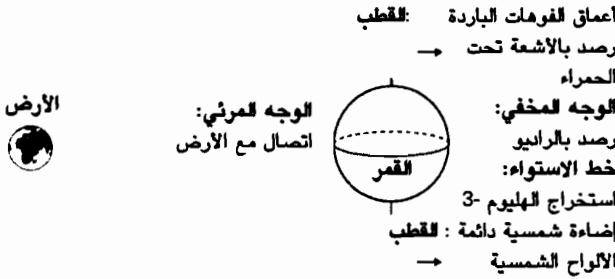 القطب: أعماق الفوهات الباردة
رصد بالأشعة تحت
الحمراء
الوجه المخفي:
رصد بالراديو
خط الاستواء:
استخراج الهليوم -3
القطب : إضاءة شمسية دائمة
الألواح الشمسية
القمر
الوجه المرئي:
اتصال مع الأرض
الأرض